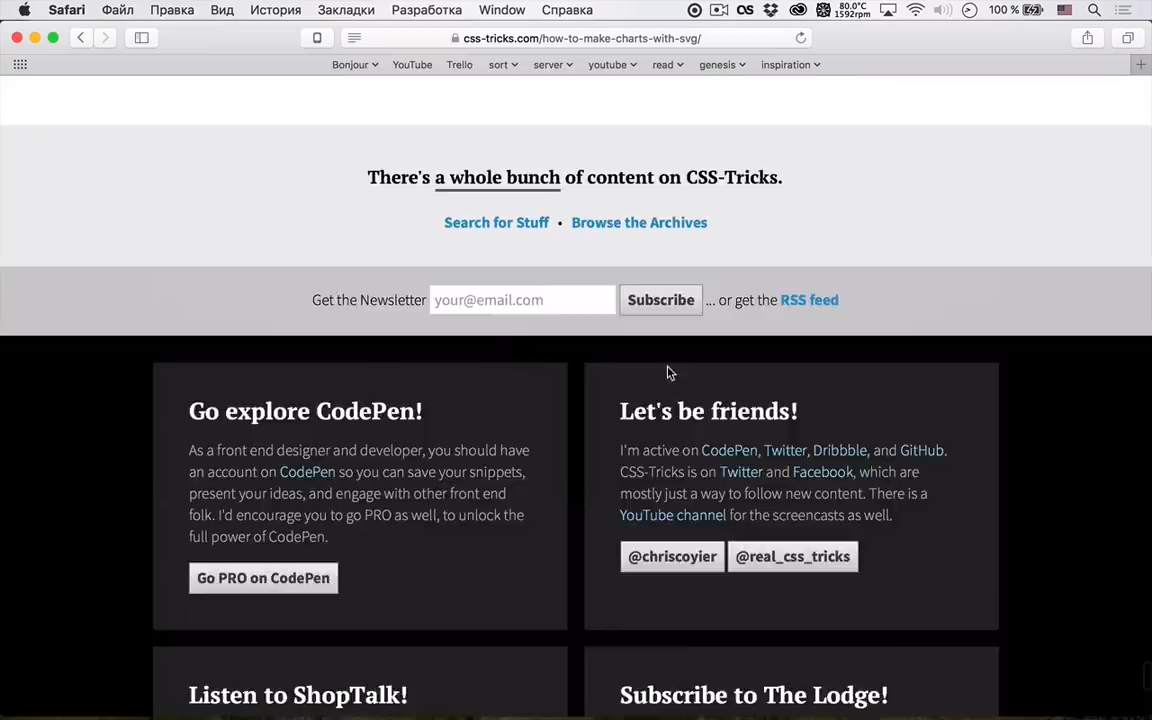 Safari Файл Правка Вид История Закладки Разработка Window Справка 80.0°C 1592rpm 100 %
css-tricks.com/how-to-make-charts-with-svg/
Bonjour YouTube Trello sort server youtube read genesis inspiration
There's a whole bunch of content on CSS-Tricks.
Search for Stuff • Browse the Archives
Get the Newsletter your@email.com Subscribe ... or get the RSS feed
Go explore CodePen!
As a front end designer and developer, you should have
an account on CodePen so you can save your snippets,
present your ideas, and engage with other front end
folk. I'd encourage you to go PRO as well, to unlock the
full power of CodePen.
Go PRO on CodePen
Let's be friends!
I'm active on CodePen, Twitter, Dribbble, and GitHub.
CSS-Tricks is on Twitter and Facebook, which are
mostly just a way to follow new content. There is a
YouTube channel for the screencasts as well.
@chriscoyier @real_css_tricks
Listen to ShopTalk!
Subscribe to The Lodge!